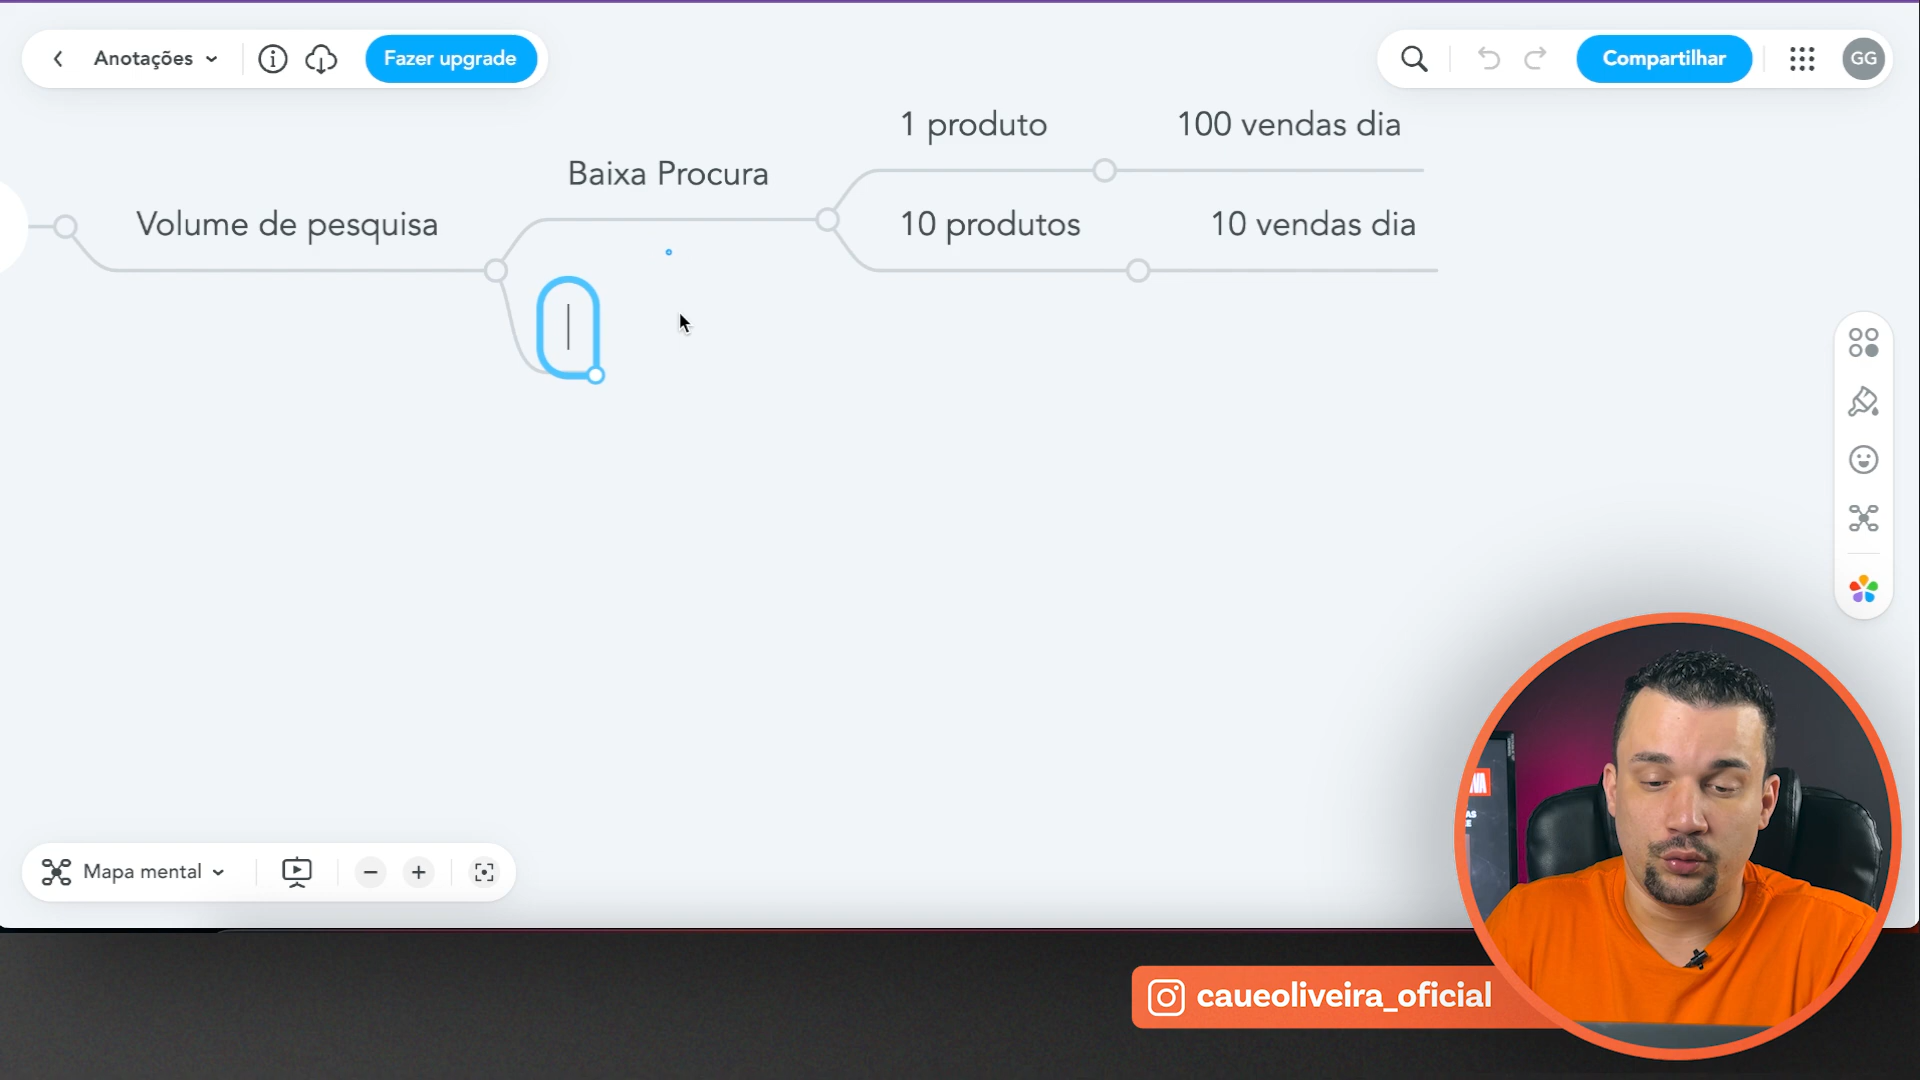 Anotações
Fazer upgrade
Compartilhar
GG
1 produto
100 vendas dia
Baixa Procura
Volume de pesquisa
10 produtos
10 vendas dia
Mapa mental
caueoliveira_oficial